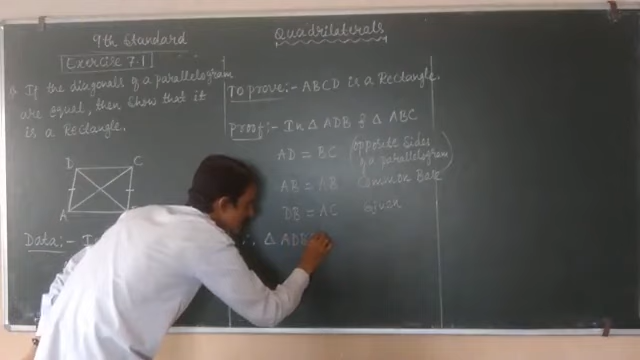 Quadrilaterals
9th Standard
Exercise 7.1
If the diagonals of a parallelogram
are equal, then show that it
is a Rectangle.
D C
A
Data:-
To prove:- ABCD is a Rectangle.
Proof:- In △ ADB & △ ABC
AD = BC (opposite sides
of a parallelogram)
AB = AB Common Base
DB = AC Given
∴ △ ADB